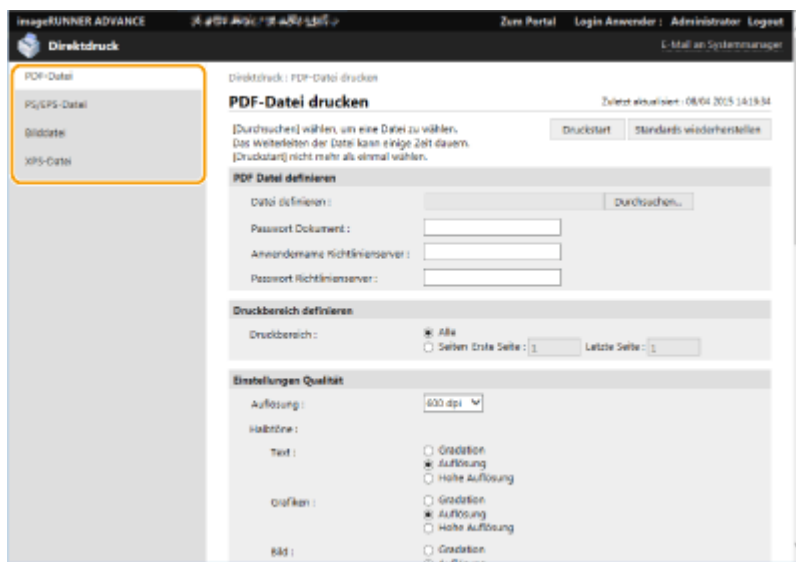 imageRUNNER ADVANCE
Zum Portal Login Anwender : Administrator Logout
Direktdruck
E-Mail an Systemmanager
PDF-Datei
PS/EPS-Datei
Bilddatei
XPS-Datei
Direktdruck : PDF-Datei drucken
PDF-Datei drucken
Zuletzt aktualisiert : 08/04 2015 14:19:34
[Durchsuchen] wählen, um eine Datei zu wählen.
Das Weiterleiten der Datei kann einige Zeit dauern.
[Druckstart] nicht mehr als einmal wählen.
Druckstart Standards wiederherstellen
PDF Datei definieren
Datei definieren : Durchsuchen...
Passwort Dokument :
Anwendername Richtlinienserver :
Passwort Richtlinienserver :
Druckbereich definieren
Druckbereich : Alle
Seiten Erste Seite : 1 Letzte Seite : 1
Einstellungen Qualität
Auflösung : 600 dpi
Halbtöne :
Text : Gradation
Auflösung
Hohe Auflösung
Grafiken : Gradation
Auflösung
Hohe Auflösung
Bild : Gradation